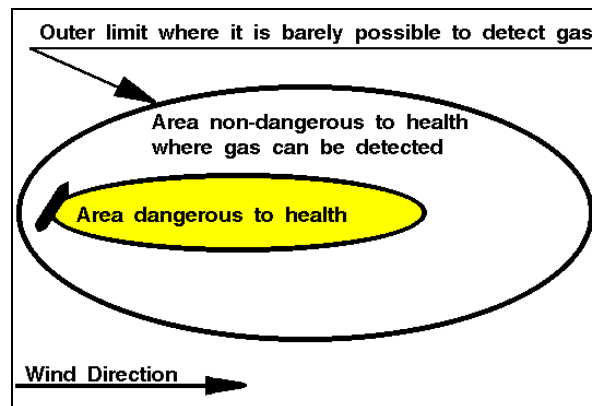 Outer limit where it is barely possible to detect gas
Area non-dangerous to health
where gas can be detected
Area dangerous to health
Wind Direction